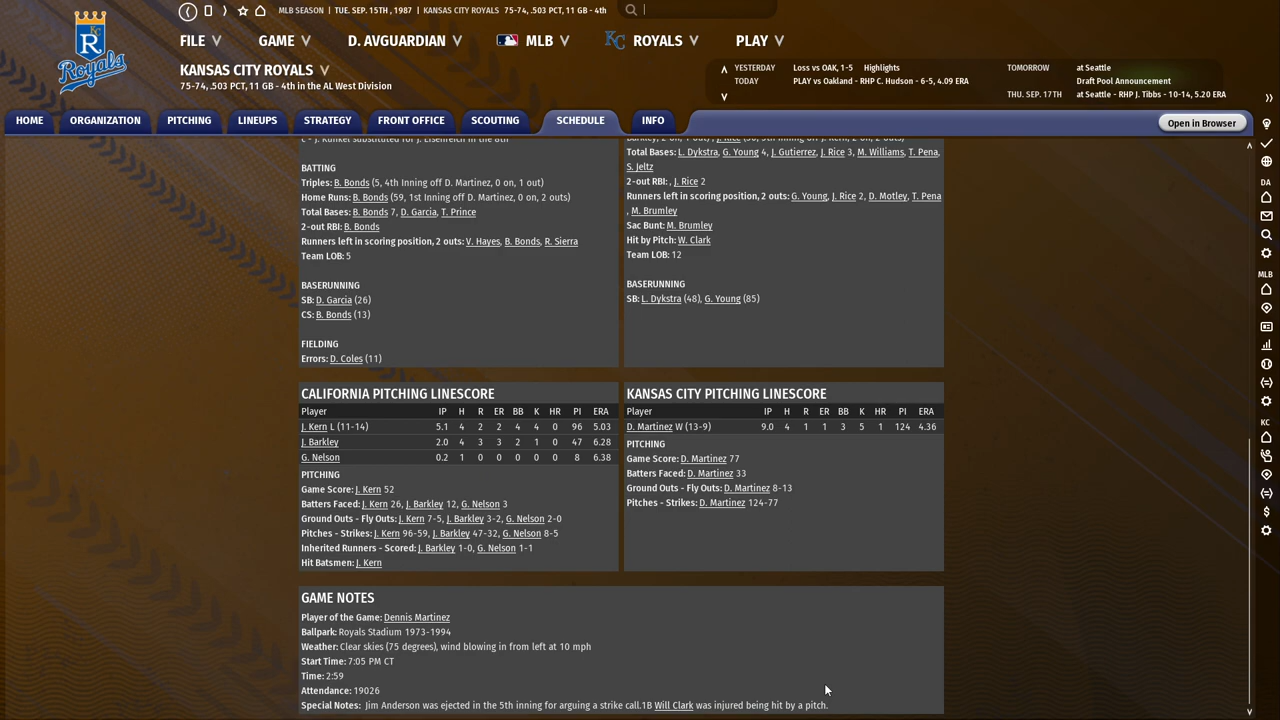 MLB SEASON | TUE. SEP. 15TH , 1987 | KANSAS CITY ROYALS 75-74, .503 PCT, 11 GB - 4th
FILE GAME D. AVGUARDIAN MLB ROYALS PLAY
KANSAS CITY ROYALS
75-74, .503 PCT, 11 GB - 4th in the AL West Division
YESTERDAY Loss vs OAK, 1-5 Highlights TOMORROW at Seattle
TODAY PLAY vs Oakland - RHP C. Hudson - 6-5, 4.09 ERA Draft Pool Announcement
THU. SEP. 17TH at Seattle - RHP J. Tibbs - 10-14, 5.20 ERA
KC
R
Royals
HOME ORGANIZATION PITCHING LINEUPS STRATEGY FRONT OFFICE SCOUTING SCHEDULE INFO Open in Browser
BATTING
Triples: B. Bonds (5, 4th Inning off D. Martinez, 0 on, 1 out)
Home Runs: B. Bonds (59, 1st Inning off D. Martinez, 0 on, 2 outs)
Total Bases: B. Bonds 7, D. Garcia, T. Prince
2-out RBI: B. Bonds
Runners left in scoring position, 2 outs: V. Hayes, B. Bonds, R. Sierra
Team LOB: 5
BASERUNNING
SB: D. Garcia (26)
CS: B. Bonds (13)
FIELDING
Errors: D. Coles (11)
Total Bases: L. Dykstra, G. Young 4, J. Gutierrez, J. Rice 3, M. Williams, T. Pena,
S. Jeltz
2-out RBI: , J. Rice 2
Runners left in scoring position, 2 outs: G. Young, J. Rice 2, D. Motley, T. Pena
, M. Brumley
Sac Bunt: M. Brumley
Hit by Pitch: W. Clark
Team LOB: 12
BASERUNNING
SB: L. Dykstra (48), G. Young (85)
CALIFORNIA PITCHING LINESCORE
Player IP H R ER BB K HR PI ERA
J. Kern L (11-14) 5.1 4 2 2 4 4 0 96 5.03
J. Barkley 2.0 4 3 3 2 1 0 47 6.28
G. Nelson 0.2 1 0 0 0 0 0 8 6.38
PITCHING
Game Score: J. Kern 52
Batters Faced: J. Kern 26, J. Barkley 12, G. Nelson 3
Ground Outs - Fly Outs: J. Kern 7-5, J. Barkley 3-2, G. Nelson 2-0
Pitches - Strikes: J. Kern 96-59, J. Barkley 47-32, G. Nelson 8-5
Inherited Runners - Scored: J. Barkley 1-0, G. Nelson 1-1
Hit Batsmen: J. Kern
KANSAS CITY PITCHING LINESCORE
Player IP H R ER BB K HR PI ERA
D. Martinez W (13-9) 9.0 4 1 1 3 5 1 124 4.36
PITCHING
Game Score: D. Martinez 77
Batters Faced: D. Martinez 33
Ground Outs - Fly Outs: D. Martinez 8-13
Pitches - Strikes: D. Martinez 124-77
GAME NOTES
Player of the Game: Dennis Martinez
Ballpark: Royals Stadium 1973-1994
Weather: Clear skies (75 degrees), wind blowing in from left at 10 mph
Start Time: 7:05 PM CT
Time: 2:59
Attendance: 19026
Special Notes: Jim Anderson was ejected in the 5th inning for arguing a strike call.1B Will Clark was injured being hit by a pitch.
DA
MLB
KC